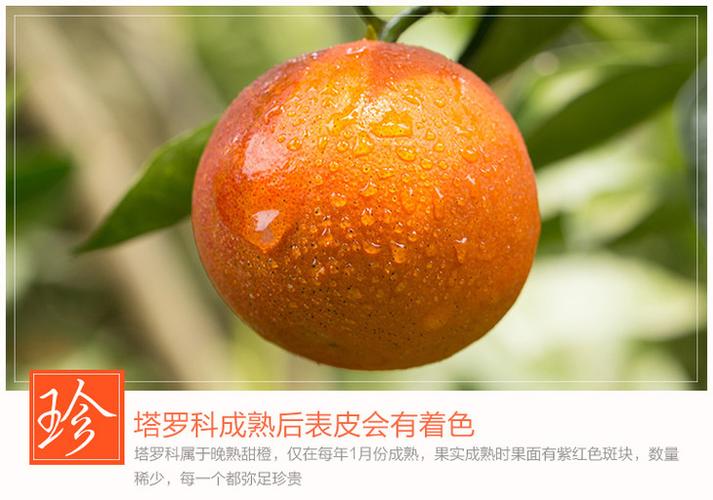 珍
塔罗科成熟后表皮会有着色
塔罗科属于晚熟甜橙，仅在每年1月份成熟，果实成熟时果面有紫红色斑块，数量
稀少，每一个都弥足珍贵